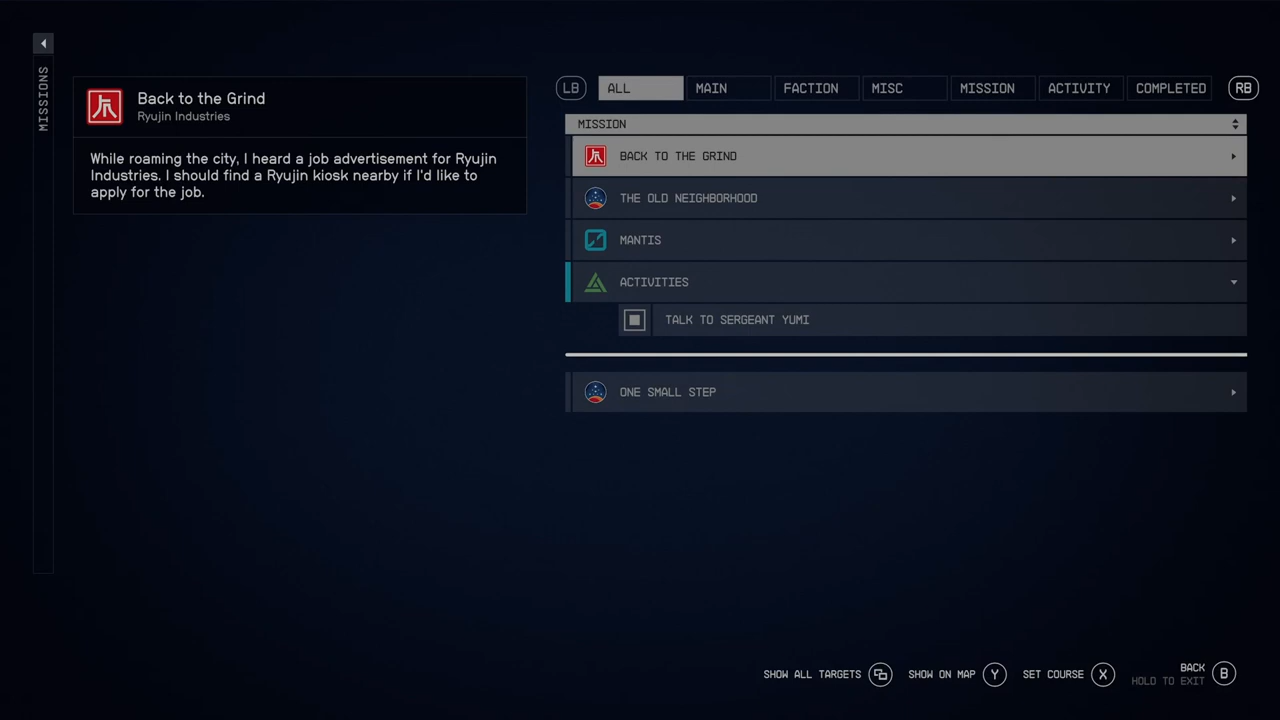 MISSIONS
Back to the Grind
Ryujin Industries
While roaming the city, I heard a job advertisement for Ryujin
Industries. I should find a Ryujin kiosk nearby if I'd like to
apply for the job.
LB ALL MAIN FACTION MISC MISSION ACTIVITY COMPLETED RB
MISSION
BACK TO THE GRIND
THE OLD NEIGHBORHOOD
MANTIS
ACTIVITIES
TALK TO SERGEANT YUMI
ONE SMALL STEP
SHOW ALL TARGETS SHOW ON MAP Y SET COURSE X BACK B
HOLD TO EXIT